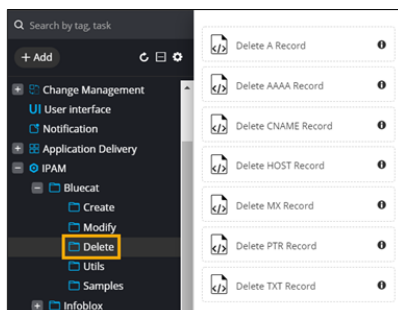 Search by tag, task
+ Add
Change Management
UI User interface
Notification
Application Delivery
IPAM
Bluecat
Create
Modify
Delete
Utils
Samples
Infoblox
Delete A Record
Delete AAAA Record
Delete CNAME Record
Delete HOST Record
Delete MX Record
Delete PTR Record
Delete TXT Record